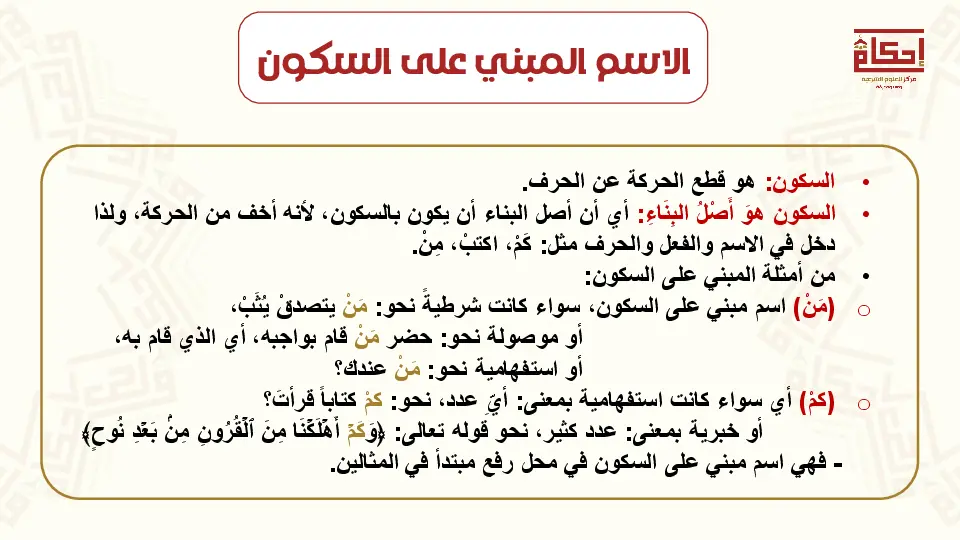 الاسم المبني على السكون
إحكام
مركز للعلوم الشرعية
• السكون: هو قطع الحركة عن الحرف.
• السكون هوَ أَصْلُ البِنَاءِ: أي أن أصل البناء أن يكون بالسكون، لأنه أخف من الحركة، ولذا
دخل في الاسم والفعل والحرف مثل: كَمْ، اكتبْ، مِنْ.
• من أمثلة المبني على السكون:
o (مَنْ) اسم مبني على السكون، سواء كانت شرطيةً نحو: مَنْ يتصدقْ يُثَبْ،
أو موصولة نحو: حضر مَنْ قام بواجبه، أي الذي قام به،
أو استفهامية نحو: مَنْ عندك؟
o (كمْ) أي سواء كانت استفهامية بمعنى: أيّ عدد، نحو: كمْ كتاباً قرأتَ؟
أو خبرية بمعنى: عدد كثير، نحو قوله تعالى: ﴿وَكَمۡ أَهۡلَكۡنَا مِنَ ٱلۡقُرُونِ مِنۢ بَعۡدِ نُوحٖ﴾
- فهي اسم مبني على السكون في محل رفع مبتدأ في المثالين.